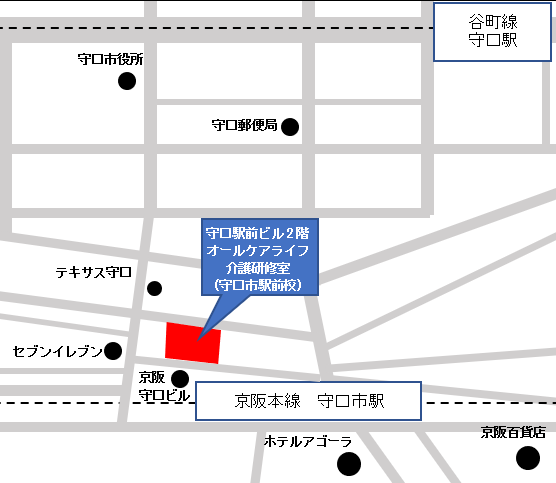 谷町線
守口駅
守口市役所
守口郵便局
守口駅前ビル２階
オールケアライフ
介護研修室
（守口市駅前校）
テキサス守口
セブンイレブン
京阪
守口ビル
京阪本線　守口市駅
ホテルアゴーラ
京阪百貨店